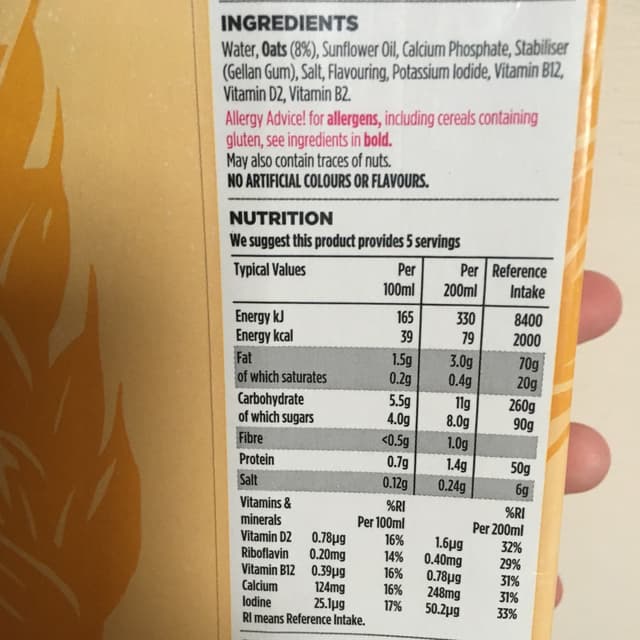 INGREDIENTS
Water, Oats (8%), Sunflower Oil, Calcium Phosphate, Stabiliser
(Gellan Gum), Salt, Flavouring, Potassium Iodide, Vitamin B12,
Vitamin D2, Vitamin B2.
Allergy Advice! for allergens, including cereals containing
gluten, see ingredients in bold.
May also contain traces of nuts.
NO ARTIFICIAL COLOURS OR FLAVOURS.
NUTRITION
We suggest this product provides 5 servings
Typical Values Per Per Reference
100ml 200ml Intake
Energy kJ 165 330 8400
Energy kcal 39 79 2000
Fat 1.5g 3.0g 70g
of which saturates 0.2g 0.4g 20g
Carbohydrate 5.5g 11g 260g
of which sugars 4.0g 8.0g 90g
Fibre <0.5g 1.0g
Protein 0.7g 1.4g 50g
Salt 0.12g 0.24g 6g
Vitamins & %RI %RI
minerals Per 100ml Per 200ml
Vitamin D2 0.78µg 16% 1.6µg 32%
Riboflavin 0.20mg 14% 0.40mg 29%
Vitamin B12 0.39µg 16% 0.78µg 31%
Calcium 124mg 16% 248mg 31%
Iodine 25.1µg 17% 50.2µg 33%
RI means Reference Intake.